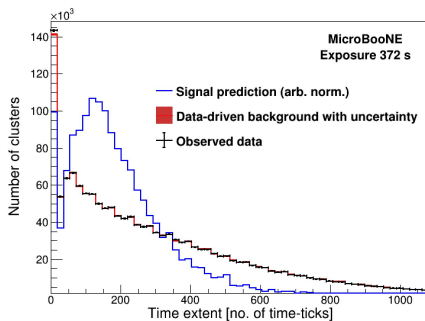 ×10³
MicroBooNE
Exposure 372 s
Signal prediction (arb. norm.)
Data-driven background with uncertainty
Observed data
Number of clusters
140
120
100
80
60
40
20
0 200 400 600 800 1000
Time extent [no. of time-ticks]